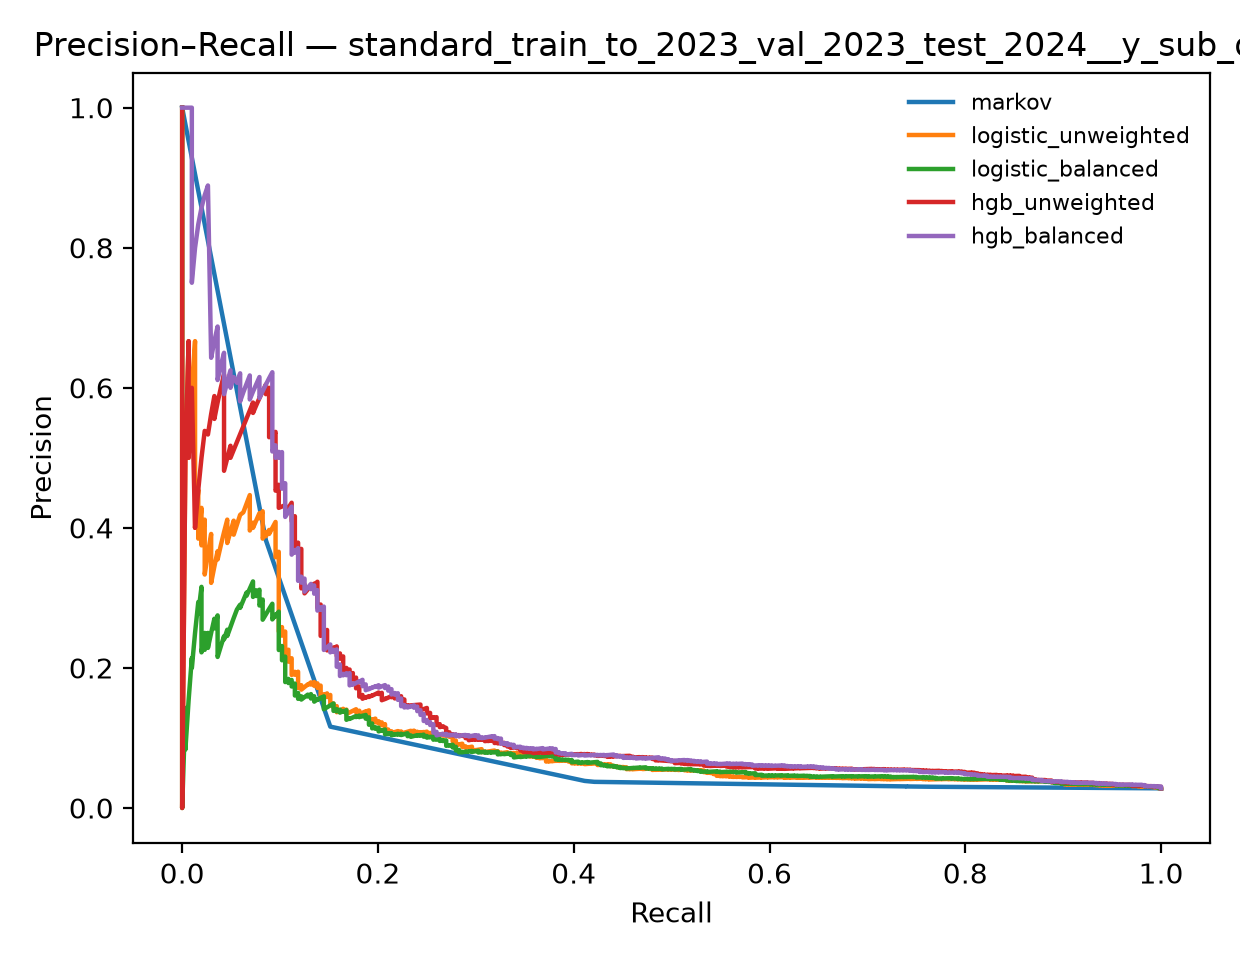 Precision–Recall — standard_train_to_2023_val_2023_test_2024__y_sub_
markov
logistic_unweighted
logistic_balanced
hgb_unweighted
hgb_balanced
Precision
1.0
0.8
0.6
0.4
0.2
0.0
0.0 0.2 0.4 0.6 0.8 1.0
Recall